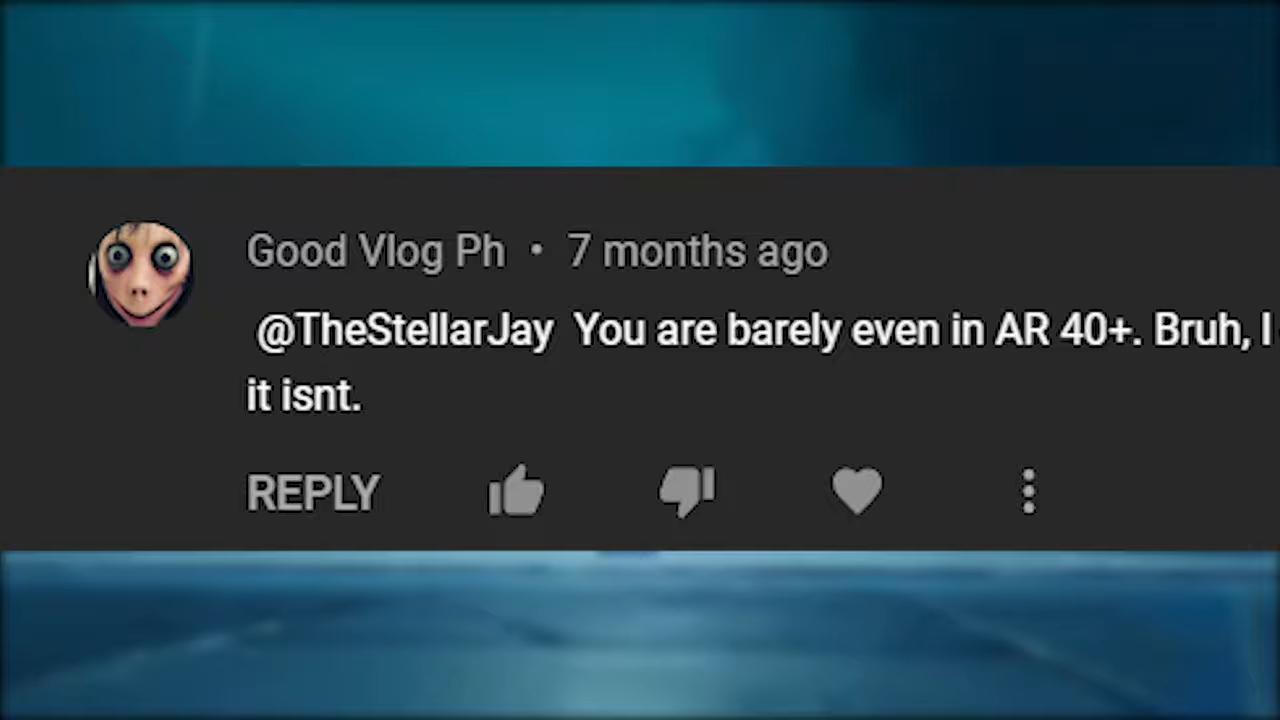 Good Vlog Ph • 7 months ago
@TheStellarJay You are barely even in AR 40+. Bruh, I
it isnt.
REPLY